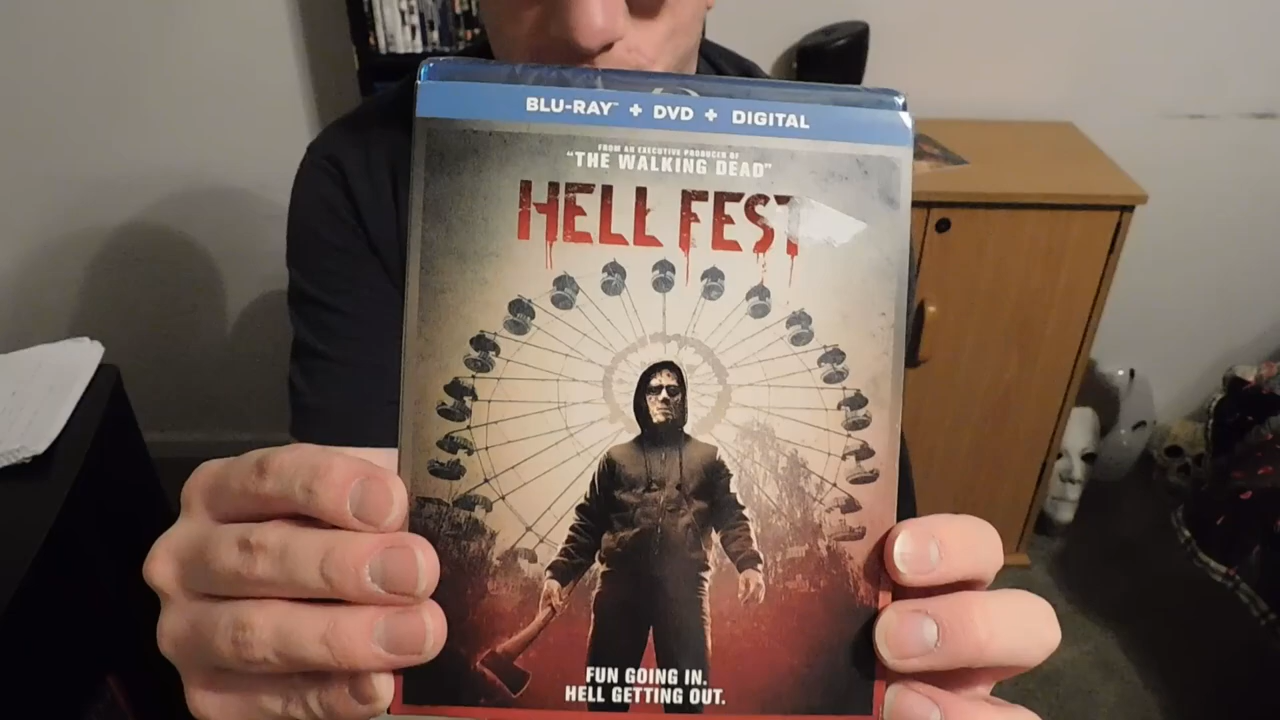 BLU-RAY™ + DVD + DIGITAL
FROM AN EXECUTIVE PRODUCER OF
"THE WALKING DEAD"
HELL FEST
FUN GOING IN.
HELL GETTING OUT.